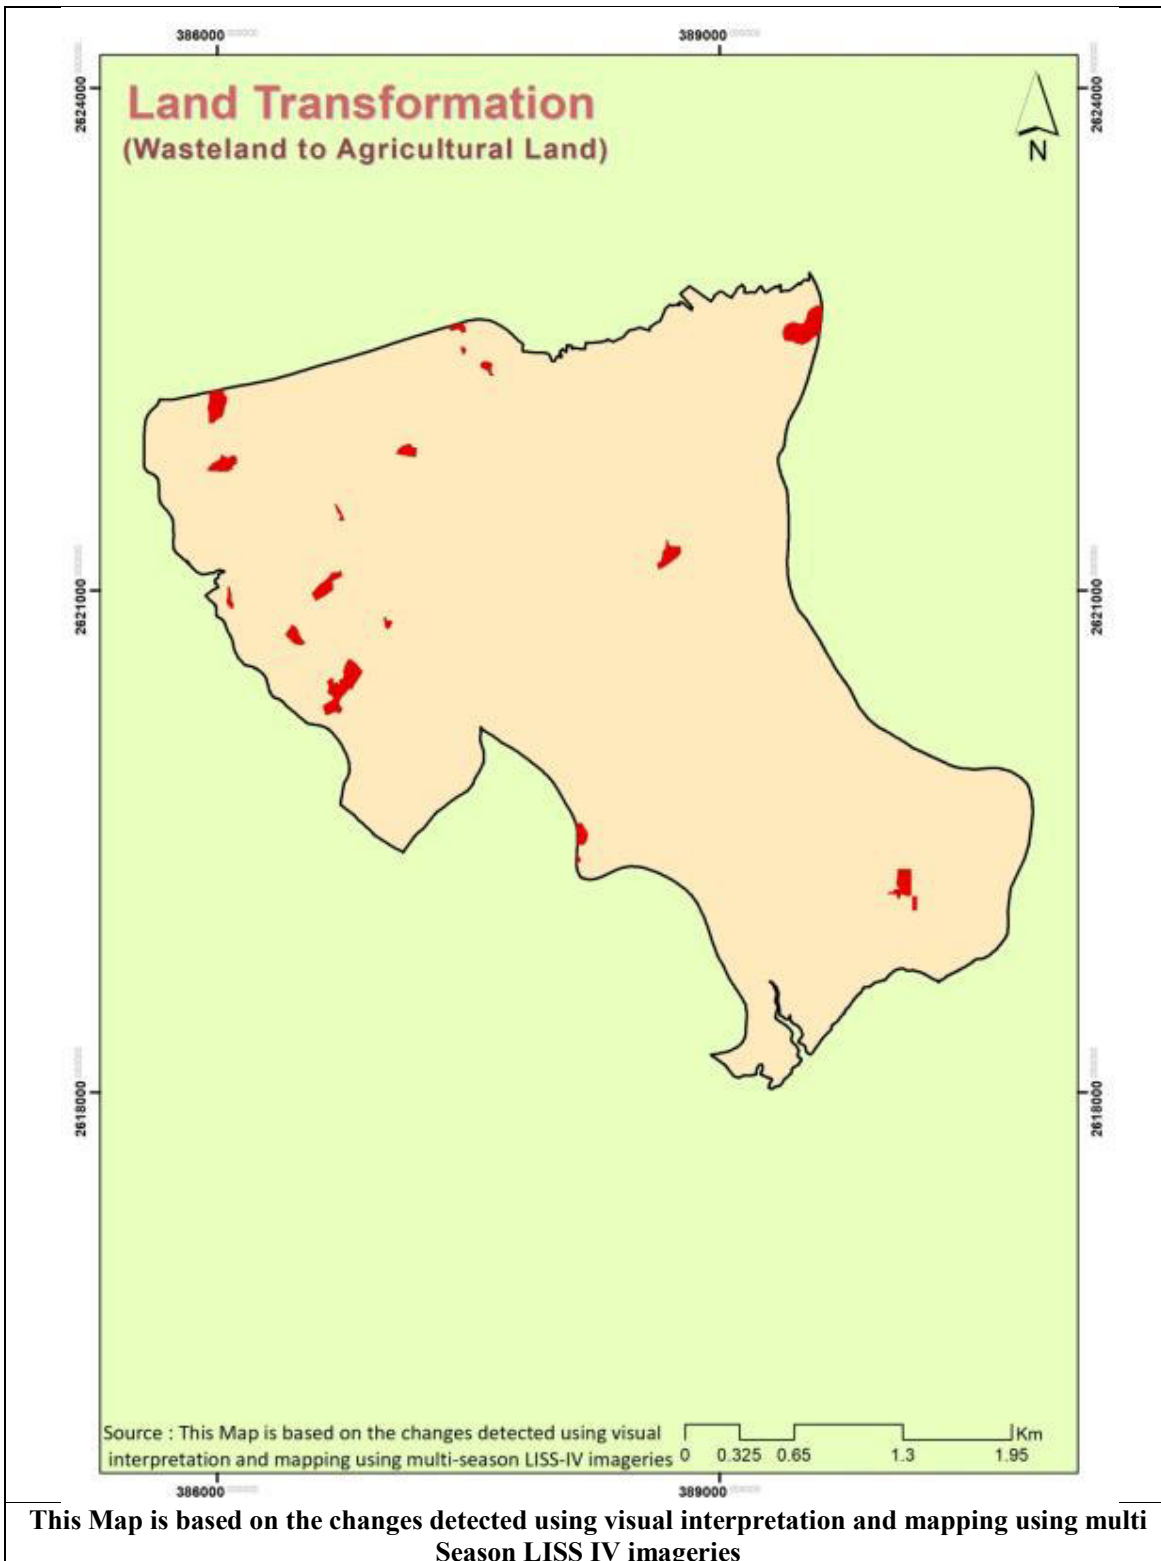 386000 389000
2624000 2624000
Land Transformation
(Wasteland to Agricultural Land)
N
2621000 2621000
2618000 2618000
Source : This Map is based on the changes detected using visual
interpretation and mapping using multi-season LISS-IV imageries
Km
0 0.325 0.65 1.3 1.95
386000 389000
This Map is based on the changes detected using visual interpretation and mapping using multi
Season LISS IV imageries